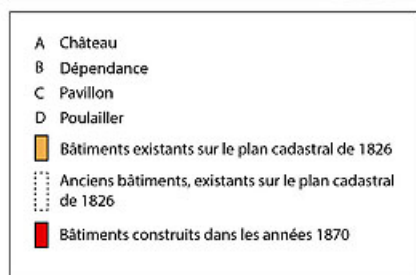 A Château
B Dépendance
C Pavillon
D Poulailler
Bâtiments existants sur le plan cadastral de 1826
Anciens bâtiments, existants sur le plan cadastral
de 1826
Bâtiments construits dans les années 1870